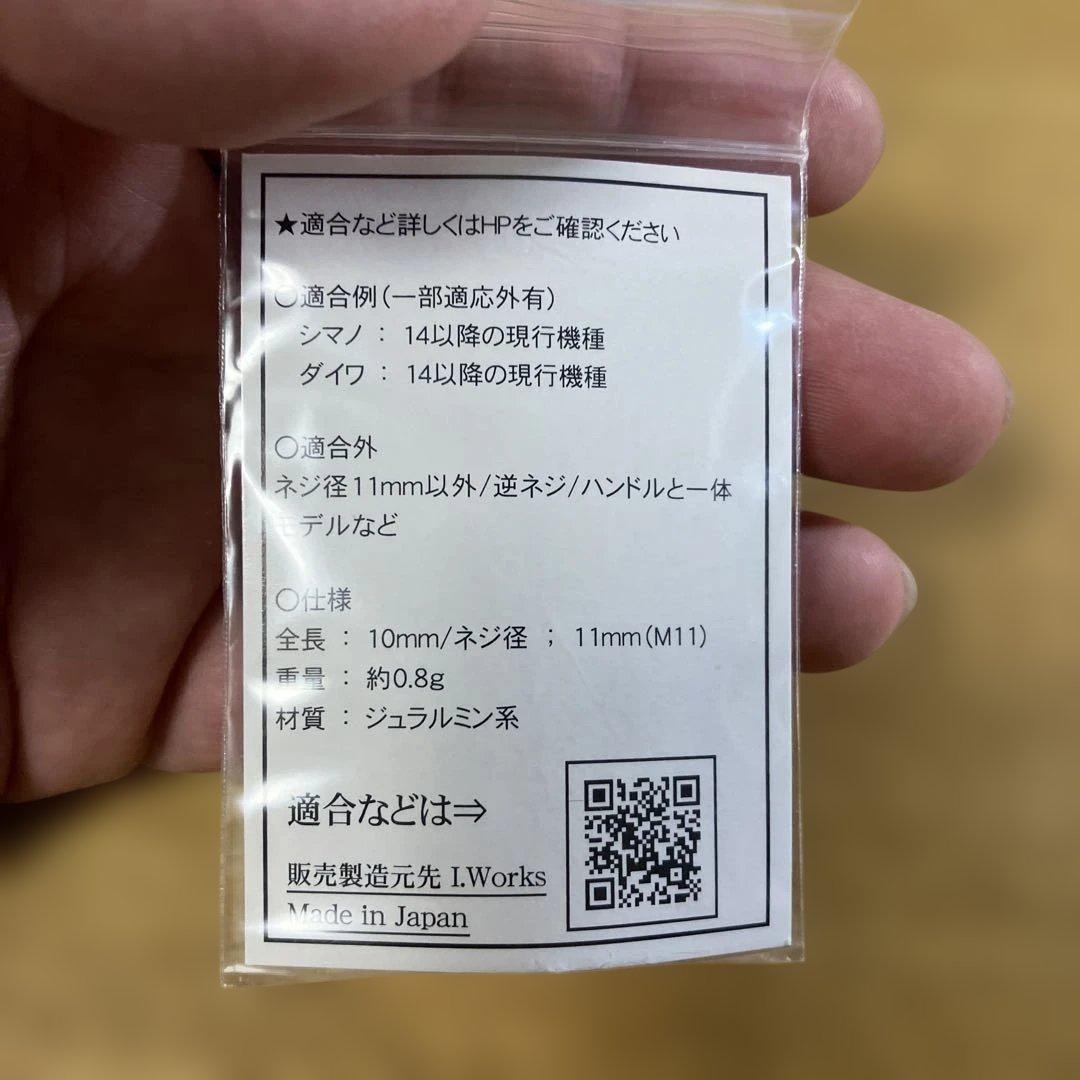 ★適合など詳しくはHPをご確認ください
○適合例(一部適応外有)
シマノ : 14以降の現行機種
ダイワ : 14以降の現行機種
○適合外
ネジ径11mm以外/逆ネジ/ハンドルと一体
モデルなど
○仕様
全長 : 10mm/ネジ径 ; 11mm(M11)
重量 : 約0.8g
材質 : ジュラルミン系
適合などは⇒
販売製造元先 I.Works
Made in Japan